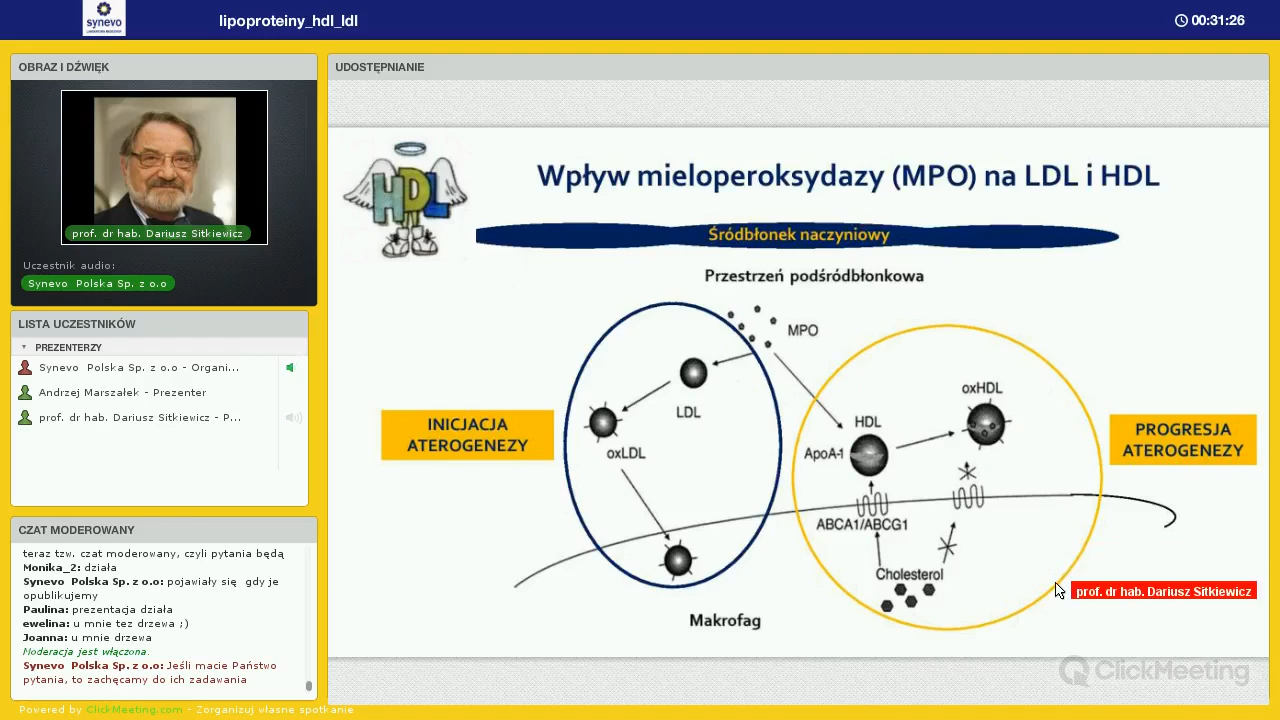 synevo
lipoproteiny_hdl_ldl
00:31:26
OBRAZ I DŹWIĘK
prof. dr hab. Dariusz Sitkiewicz
Uczestnik audio:
Synevo Polska Sp. z o.o
LISTA UCZESTNIKÓW
PREZENTERZY
Synevo Polska Sp. z o.o - Organi...
Andrzej Marszałek - Prezenter
prof. dr hab. Dariusz Sitkiewicz - P...
CZAT MODEROWANY
teraz tzw. czat moderowany, czyli pytania będą
Monika_2: działa
Synevo Polska Sp. z o.o: pojawiały się gdy je
opublikujemy
Paulina: prezentacja działa
ewelina: u mnie tez drzewa ;)
Joanna: u mnie drzewa
Moderacja jest włączona.
Synevo Polska Sp. z o.o: Jeśli macie Państwo
pytania, to zachęcamy do ich zadawania
Powered by ClickMeeting.com - Zorganizuj własne spotkanie
UDOSTĘPNIANIE
HDL
Wpływ mieloperoksydazy (MPO) na LDL i HDL
Śródbłonek naczyniowy
Przestrzeń podśródbłonkowa
MPO
LDL
oxLDL
INICJACJA
ATEROGENEZY
oxHDL
HDL
ApoA-1
ABCA1/ABCG1
Cholesterol
PROGRESJA
ATEROGENEZY
Makrofag
prof. dr hab. Dariusz Sitkiewicz
ClickMeeting